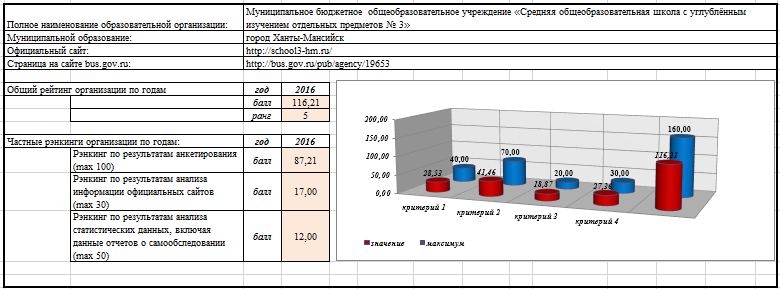 Полное наименование образовательной организации:
Муниципальное бюджетное общеобразовательное учреждение «Средняя общеобразовательная школа с углублённым
изучением отдельных предметов № 3»
Муниципальное образование: город Ханты-Мансийск
Официальный сайт: http://school3-hm.ru/
Страница на сайте bus.gov.ru: http://bus.gov.ru/pub/agency/19653
Общий рейтинг организации по годам год 2016
балл 116,21
ранг 5
Частные рэнкинги организации по годам: год 2016
Рэнкинг по результатам анкетирования
(max 100)
балл 87,21
Рэнкинг по результатам анализа
информации официальных сайтов
(max 30)
балл 17,00
Рэнкинг по результатам анализа
статистических данных, включая
данные отчетов о самообследовании
(max 50)
балл 12,00
200,00
150,00
100,00
50,00
0,00
28,53 40,00
41,46 70,00
18,87 20,00
27,36 30,00
160,00
критерий 1
критерий 2
критерий 3
критерий 4
значение максимум